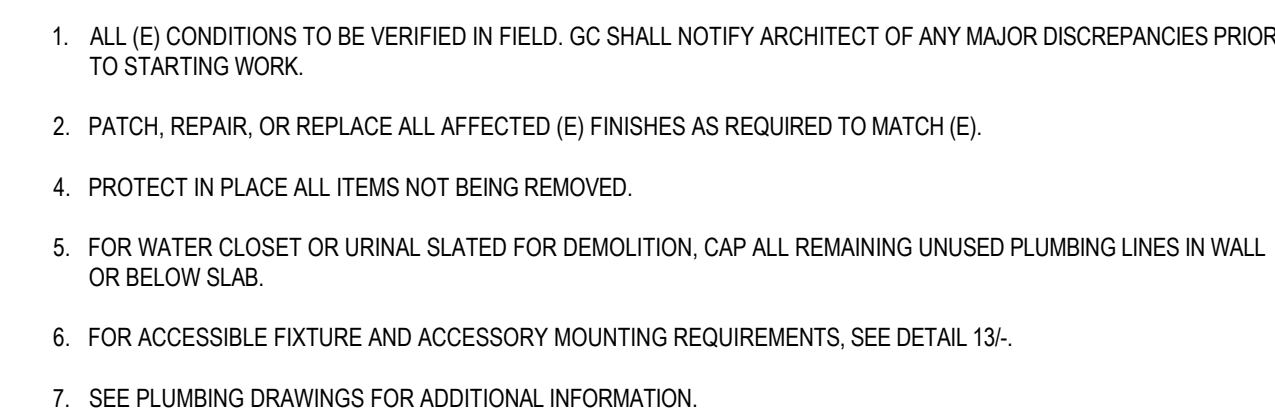 1. ALL (E) CONDITIONS TO BE VERIFIED IN FIELD. GC SHALL NOTIFY ARCHITECT OF ANY MAJOR DISCREPANCIES PRIOR
TO STARTING WORK.
2. PATCH, REPAIR, OR REPLACE ALL AFFECTED (E) FINISHES AS REQUIRED TO MATCH (E).
4. PROTECT IN PLACE ALL ITEMS NOT BEING REMOVED.
5. FOR WATER CLOSET OR URINAL SLATED FOR DEMOLITION, CAP ALL REMAINING UNUSED PLUMBING LINES IN WALL
OR BELOW SLAB.
6. FOR ACCESSIBLE FIXTURE AND ACCESSORY MOUNTING REQUIREMENTS, SEE DETAIL 13/-.
7. SEE PLUMBING DRAWINGS FOR ADDITIONAL INFORMATION.